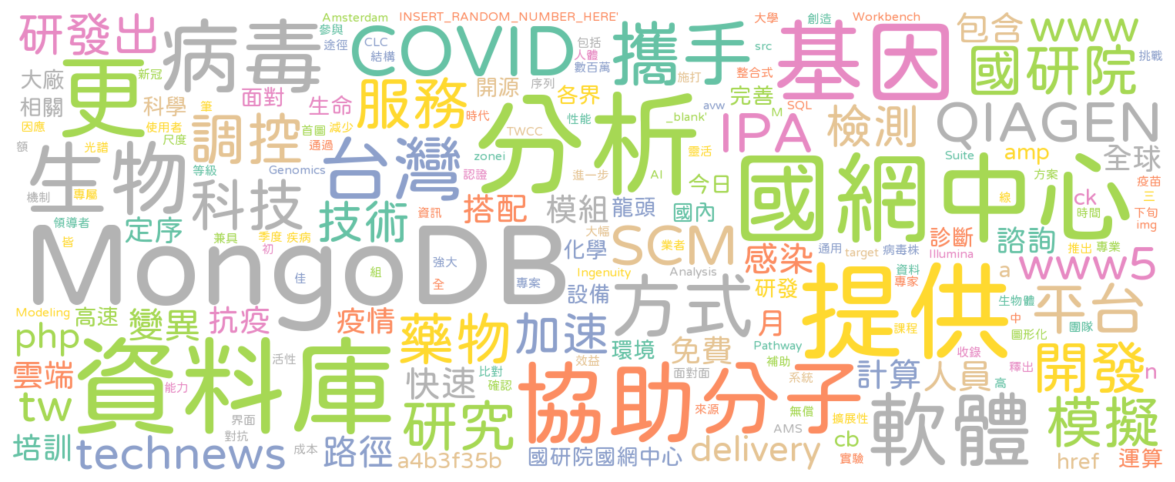 研發出
病毒
Amsterdam
INSERT_RANDOM_NUMBER_HERE'
參與
途徑
CLC
結構
COVID
包括
人體
數百萬
攜手
大學
創造
Workbench
src
整合式
挑戰
基因
包含
www
國研院
大廠
更
新冠
相關
科學
面對
生命
服務
開源
序列
各界
施打
完善
SQL
M
IPA
檢測
QIAGEN
因應
筆
使用者
尺度
首圖
減少
時代
性能
_blank'
調控
通過
分析
TWCC
額
光譜
生物
等級
Genomics
台灣
認證
zonei
avw
靈活
進一步
AI
今日
國網中心
Suite
amp
全球
方案
疫苗
機制
專屬
科技
技術
搭配
模組
龍頭
國內
線
ck
三
時間
下旬
img
領導者
定序
兼具
季度
疾病
資訊
大幅
業者
SCM
感染
通用
target
病毒株
診斷
Illumina
推出
專業
諮詢
皆
初
MongoDB
佳
組
強大
全
專案
化學
Ingenuity
Analysis
設備
方式
研發
月
提供
資料
專家
a
www5
生物體
中
圖形化
團隊
平台
Modeling
php
高速
變異
抗疫
疫情
藥物
加速
環境
免費
Pathway
補助
課程
收錄
釋出
高
開發
n
雲端
資料庫
活性
能力
快速
比對
確認
效益
面對面
系統
計算
人員
tw
界面
對抗
成本
研究
協助分子
來源
AMS
無償
擴展性
軟體
模擬
培訓
technews
路徑
a4b3f35b
國研院國網中心
delivery
cb
實驗
href
運算